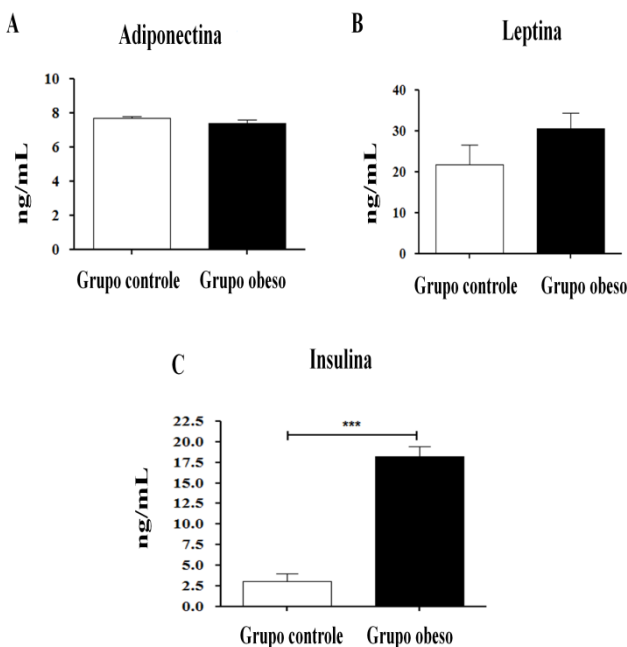 A
Adiponectina
ng/mL
10
8
6
4
2
0
Grupo controle Grupo obeso
B
Leptina
ng/mL
40
30
20
10
0
Grupo controle Grupo obeso
C
Insulina
ng/mL
22.5
20.0
17.5
15.0
12.5
10.0
7.5
5.0
2.5
0.0
***
Grupo controle Grupo obeso